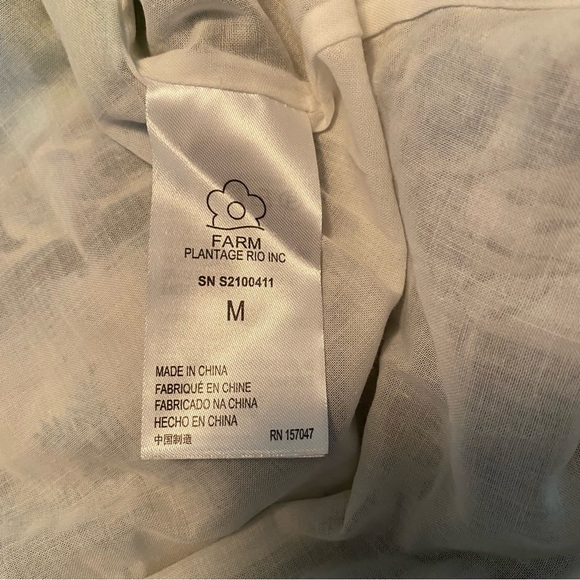 FARM
PLANTAGE RIO INC
SN S2100411
M
MADE IN CHINA
FABRIQUÉ EN CHINE
FABRICADO NA CHINA
HECHO EN CHINA
中国制造
RN 157047